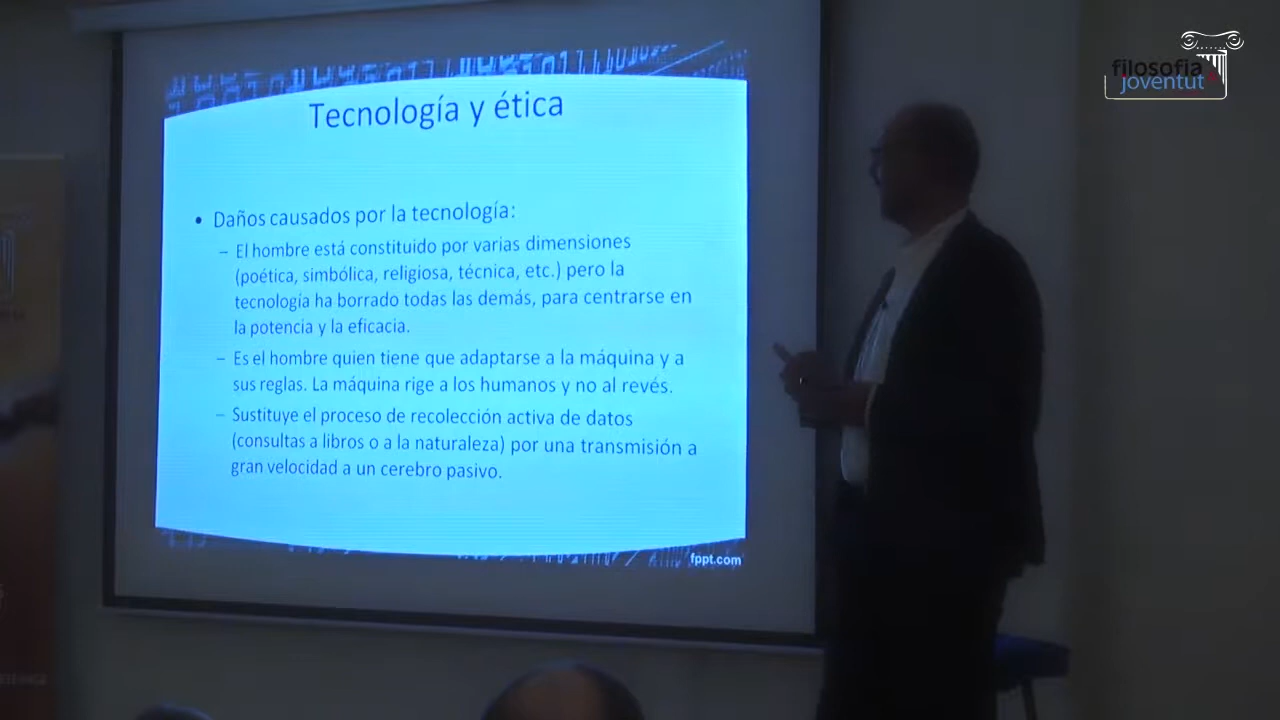 filosofia
joventut
Tecnología y ética
• Daños causados por la tecnología:
– El hombre está constituido por varias dimensiones
(poética, simbólica, religiosa, técnica, etc.) pero la
tecnología ha borrado todas las demás, para centrarse en
la potencia y la eficacia.
– Es el hombre quien tiene que adaptarse a la máquina y a
sus reglas. La máquina rige a los humanos y no al revés.
– Sustituye el proceso de recolección activa de datos
(consultas a libros o a la naturaleza) por una transmisión a
gran velocidad a un cerebro pasivo.
fppt.com